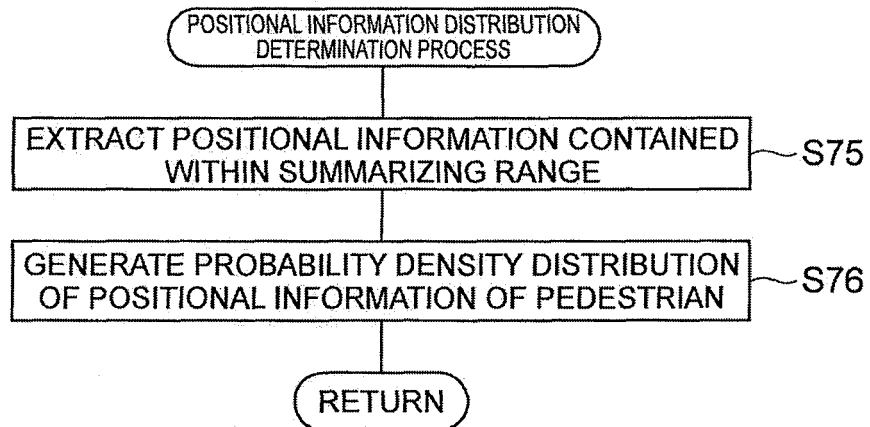 POSITIONAL INFORMATION DISTRIBUTION
DETERMINATION PROCESS
EXTRACT POSITIONAL INFORMATION CONTAINED
WITHIN SUMMARIZING RANGE
S75
GENERATE PROBABILITY DENSITY DISTRIBUTION
OF POSITIONAL INFORMATION OF PEDESTRIAN
S76
RETURN